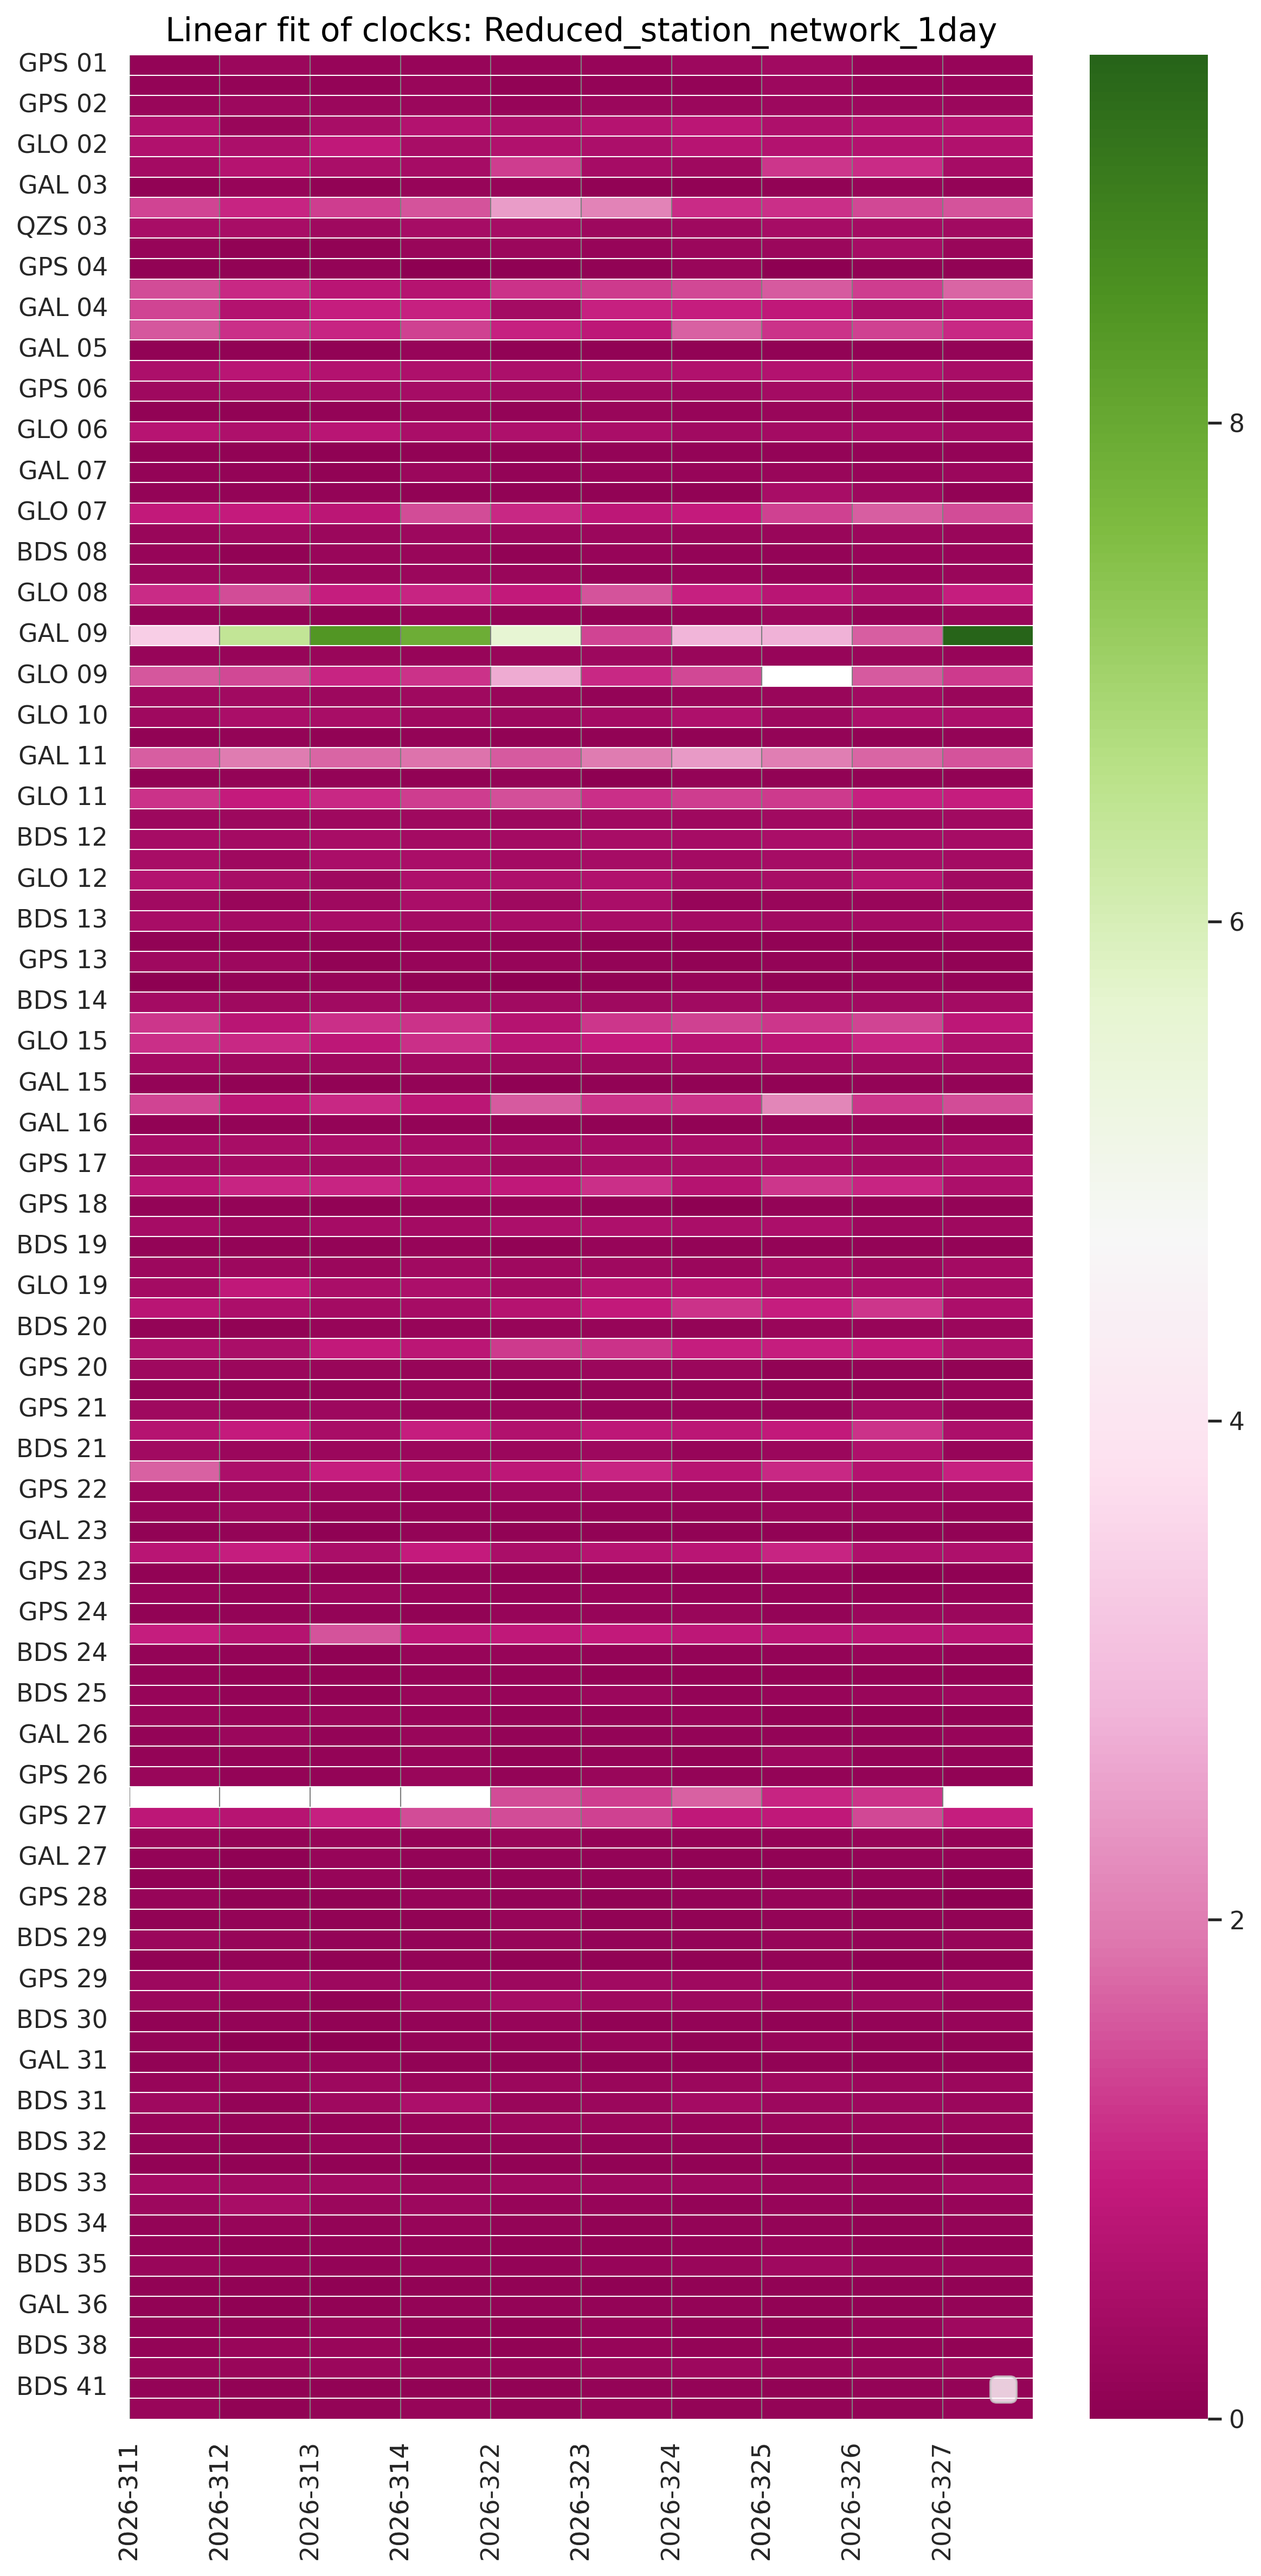 Linear fit of clocks: Reduced_station_network_1day
GPS 01
GPS 02
GLO 02
GAL 03
QZS 03
GPS 04
GAL 04
GAL 05
GPS 06
GLO 06
GAL 07
GLO 07
BDS 08
GLO 08
GAL 09
GLO 09
GLO 10
GAL 11
GLO 11
BDS 12
GLO 12
BDS 13
GPS 13
BDS 14
GLO 15
GAL 15
GAL 16
GPS 17
GPS 18
BDS 19
GLO 19
BDS 20
GPS 20
GPS 21
BDS 21
GPS 22
GAL 23
GPS 23
GPS 24
BDS 24
BDS 25
GAL 26
GPS 26
GPS 27
GAL 27
GPS 28
BDS 29
GPS 29
BDS 30
GAL 31
BDS 31
BDS 32
BDS 33
BDS 34
BDS 35
GAL 36
BDS 38
BDS 41
2026-311
2026-312
2026-313
2026-314
2026-322
2026-323
2026-324
2026-325
2026-326
2026-327
8
6
4
2
0